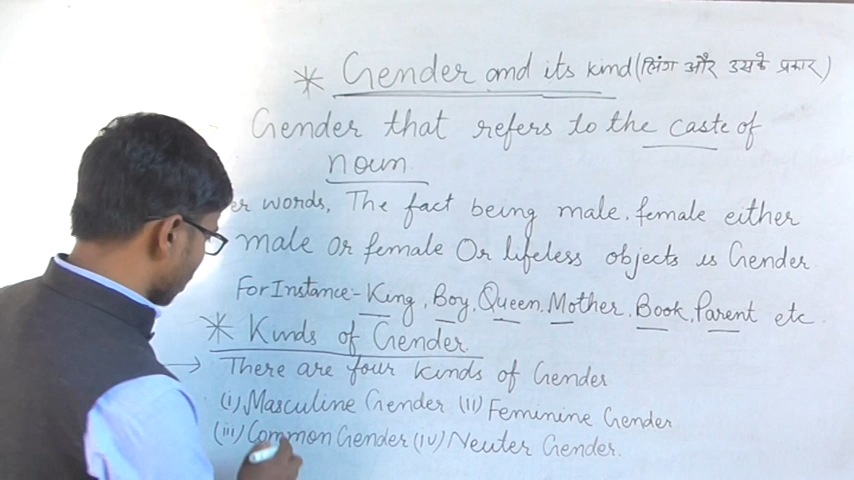 * Gender and its kind (लिंग और उसके प्रकार)
Gender that refers to the caste of
noun.
er words, The fact being male, female either
male or female Or lifeless objects is Gender
For Instance:- King, Boy, Queen, Mother, Book, Parent etc.
* Kinds of Gender
→ There are four kinds of Gender
(i) Masculine Gender (ii) Feminine Gender
(iii) Common Gender (iv) Neuter Gender.